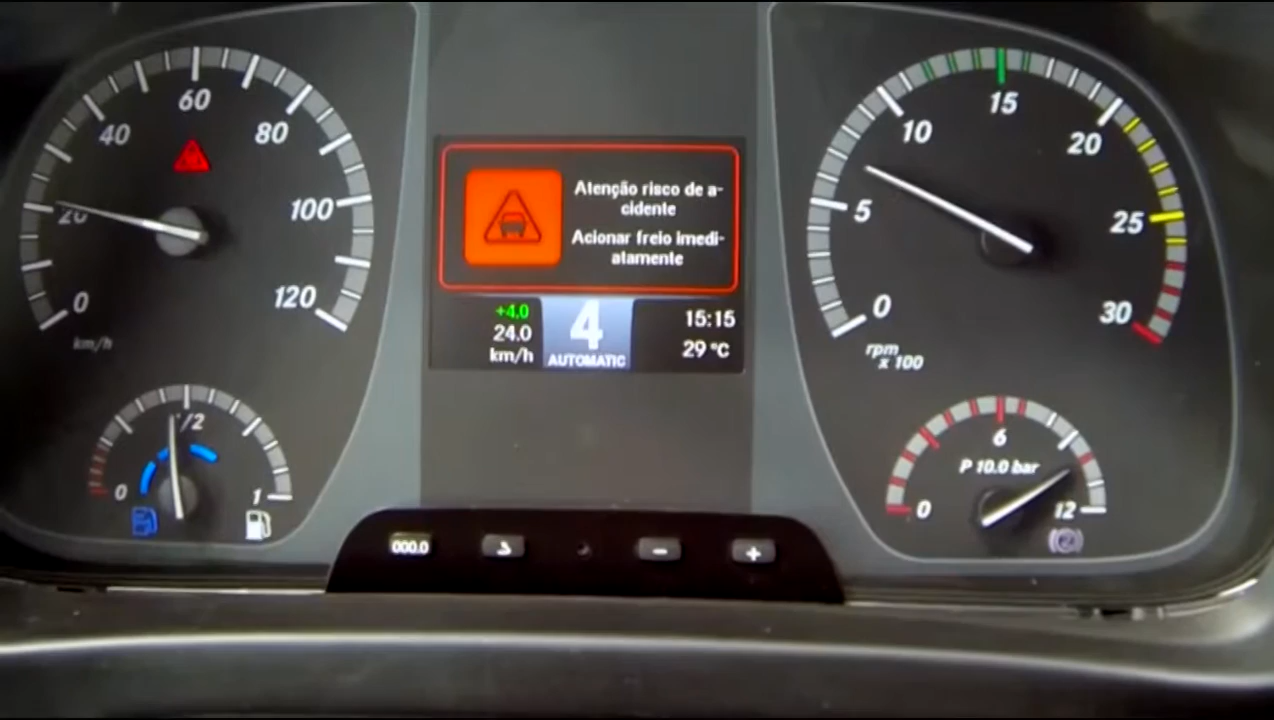 60
40
80
20
100
0
120
km/h
Atenção risco de a-
cidente
Acionar freio imedi-
atamente
+4.0
24.0
km/h
4
AUTOMATIC
15:15
29 °C
15
10
20
5
25
0
30
rpm
x 100
1/2
0
1
6
P 10.0 bar
0
12
000.0
-
+